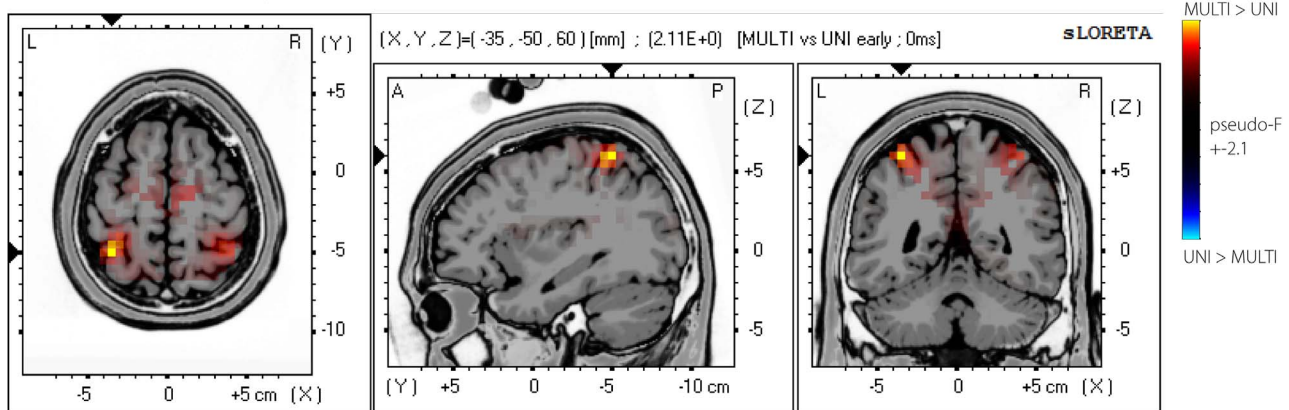 (X,Y,Z)=(-35,-50,60)[mm] ; (2.11E+0) [MULTI vs UNI early ; 0ms]
sLORETA
L R (Y)
+5
0
-5
-10
-5 0 +5 cm (X)
A P (Z)
+5
0
-5
(Y) +5 0 -5 -10 cm
L R (Z)
+5
0
-5
-5 0 +5 cm (X)
MULTI > UNI
pseudo-F
+-2.1
UNI > MULTI